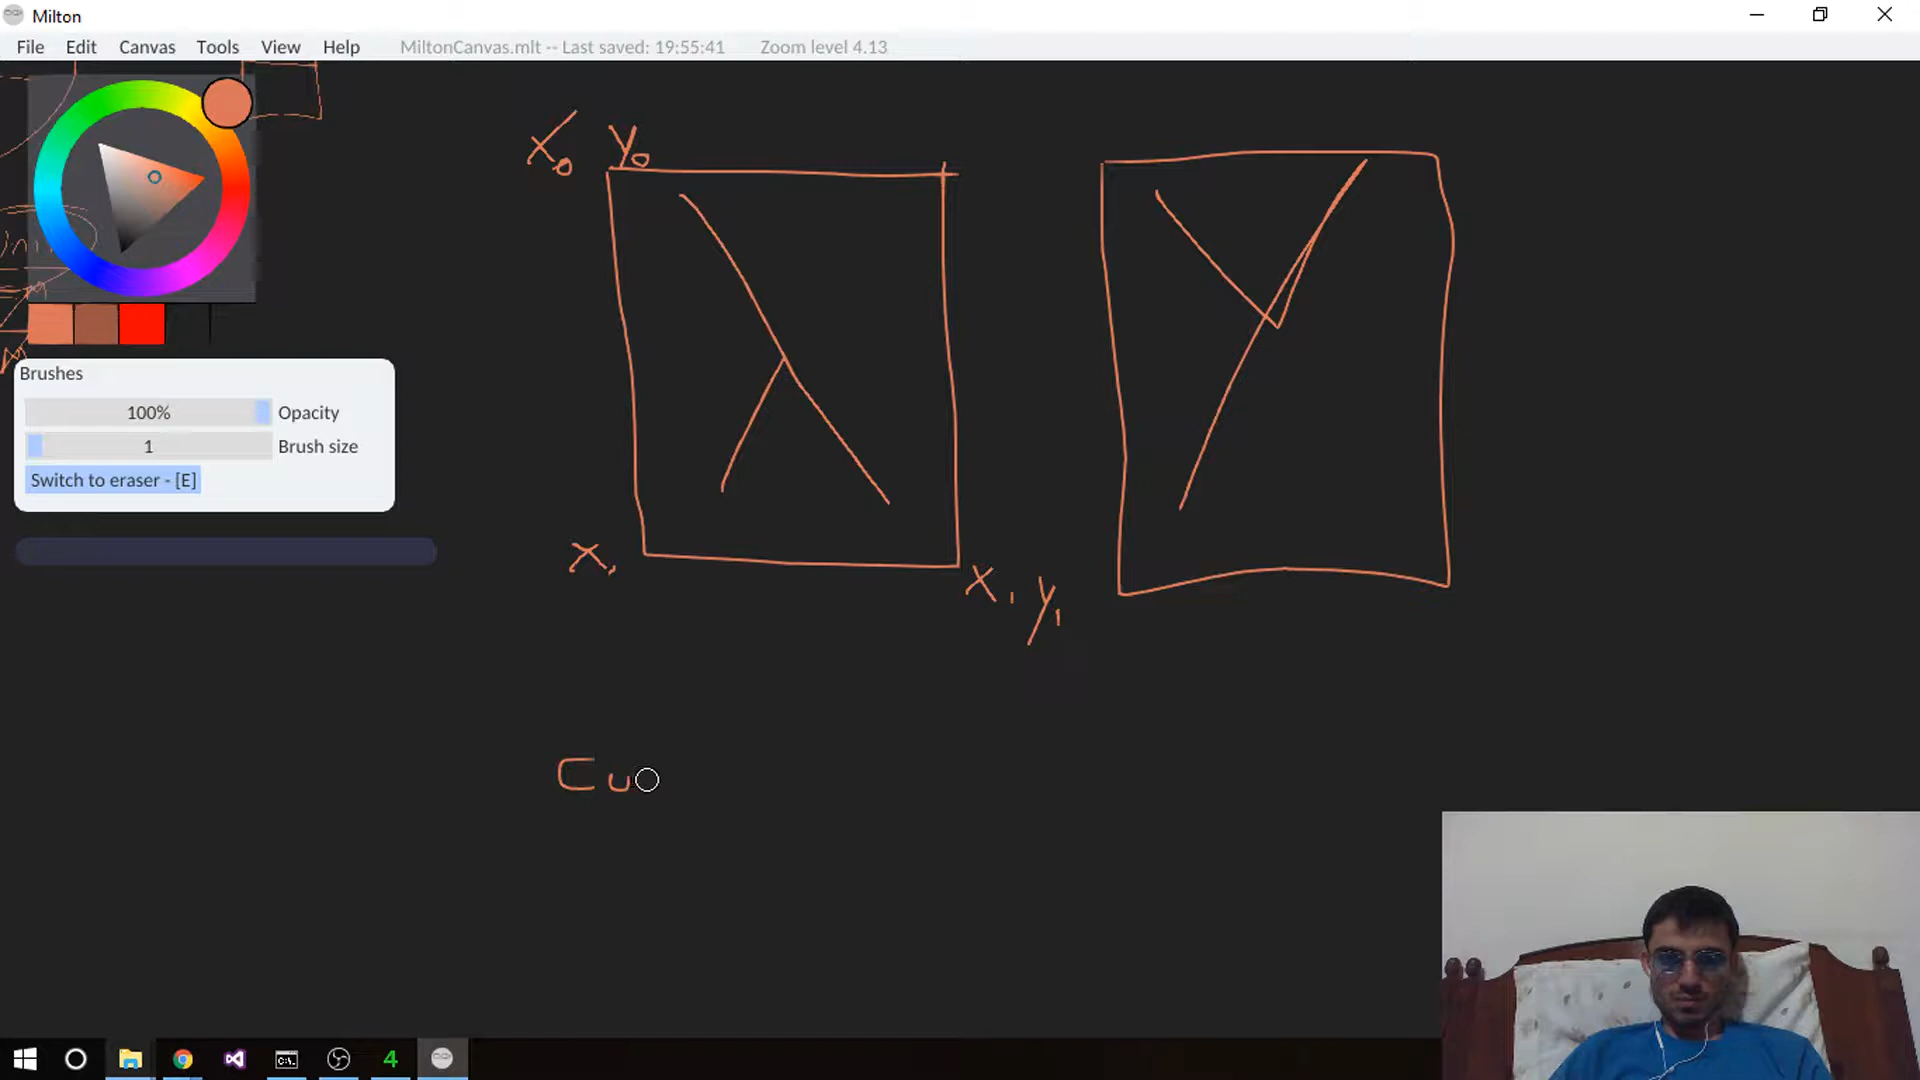 Milton
File Edit Canvas Tools View Help MiltonCanvas.mlt -- Last saved: 19:55:41 Zoom level 4.13
x0 y0
Brushes
100% Opacity
1 Brush size
Switch to eraser - [E]
x,
x1 y1
Cu
4